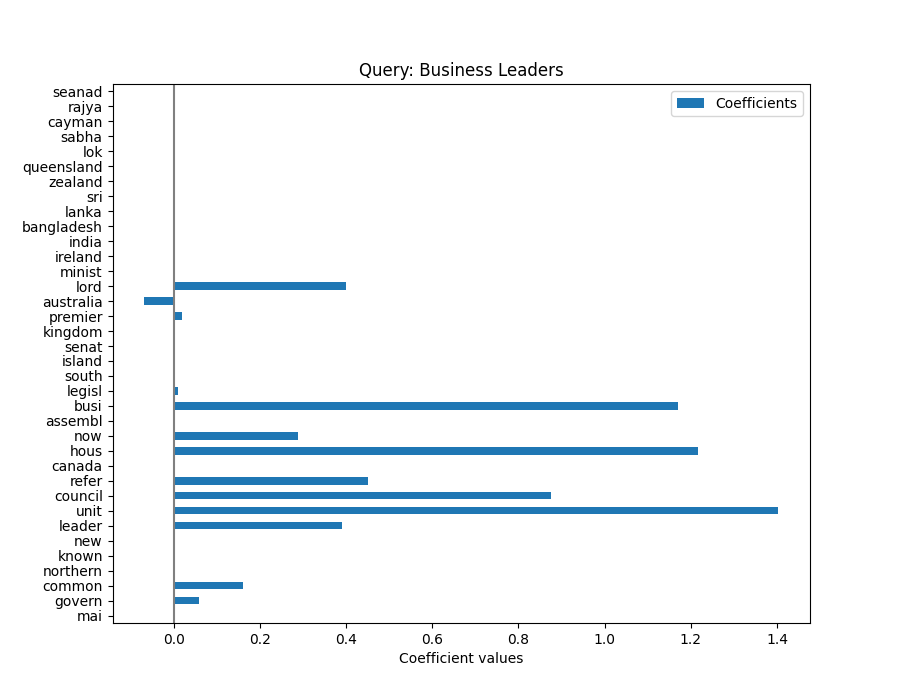 Query: Business Leaders
Coefficients
seanad
rajya
cayman
sabha
lok
queensland
zealand
sri
lanka
bangladesh
india
ireland
minist
lord
australia
premier
kingdom
senat
island
south
legisl
busi
assembl
now
hous
canada
refer
council
unit
leader
new
known
northern
common
govern
mai
0.0 0.2 0.4 0.6 0.8 1.0 1.2 1.4
Coefficient values